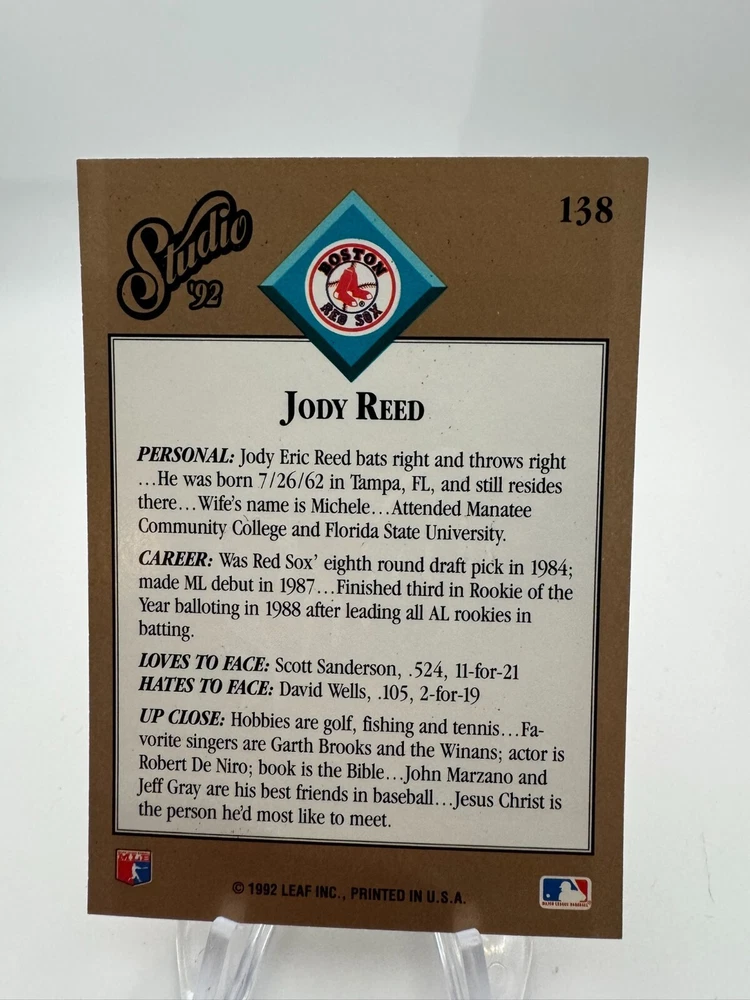 Studio
'92
138
BOSTON
RED SOX
JODY REED
PERSONAL: Jody Eric Reed bats right and throws right
...He was born 7/26/62 in Tampa, FL, and still resides
there...Wife's name is Michele...Attended Manatee
Community College and Florida State University.
CAREER: Was Red Sox' eighth round draft pick in 1984;
made ML debut in 1987...Finished third in Rookie of the
Year balloting in 1988 after leading all AL rookies in
batting.
LOVES TO FACE: Scott Sanderson, .524, 11-for-21
HATES TO FACE: David Wells, .105, 2-for-19
UP CLOSE: Hobbies are golf, fishing and tennis...Fa-
vorite singers are Garth Brooks and the Winans; actor is
Robert De Niro; book is the Bible...John Marzano and
Jeff Gray are his best friends in baseball...Jesus Christ is
the person he'd most like to meet.
© 1992 LEAF INC., PRINTED IN U.S.A.
MAJOR LEAGUE BASEBALL